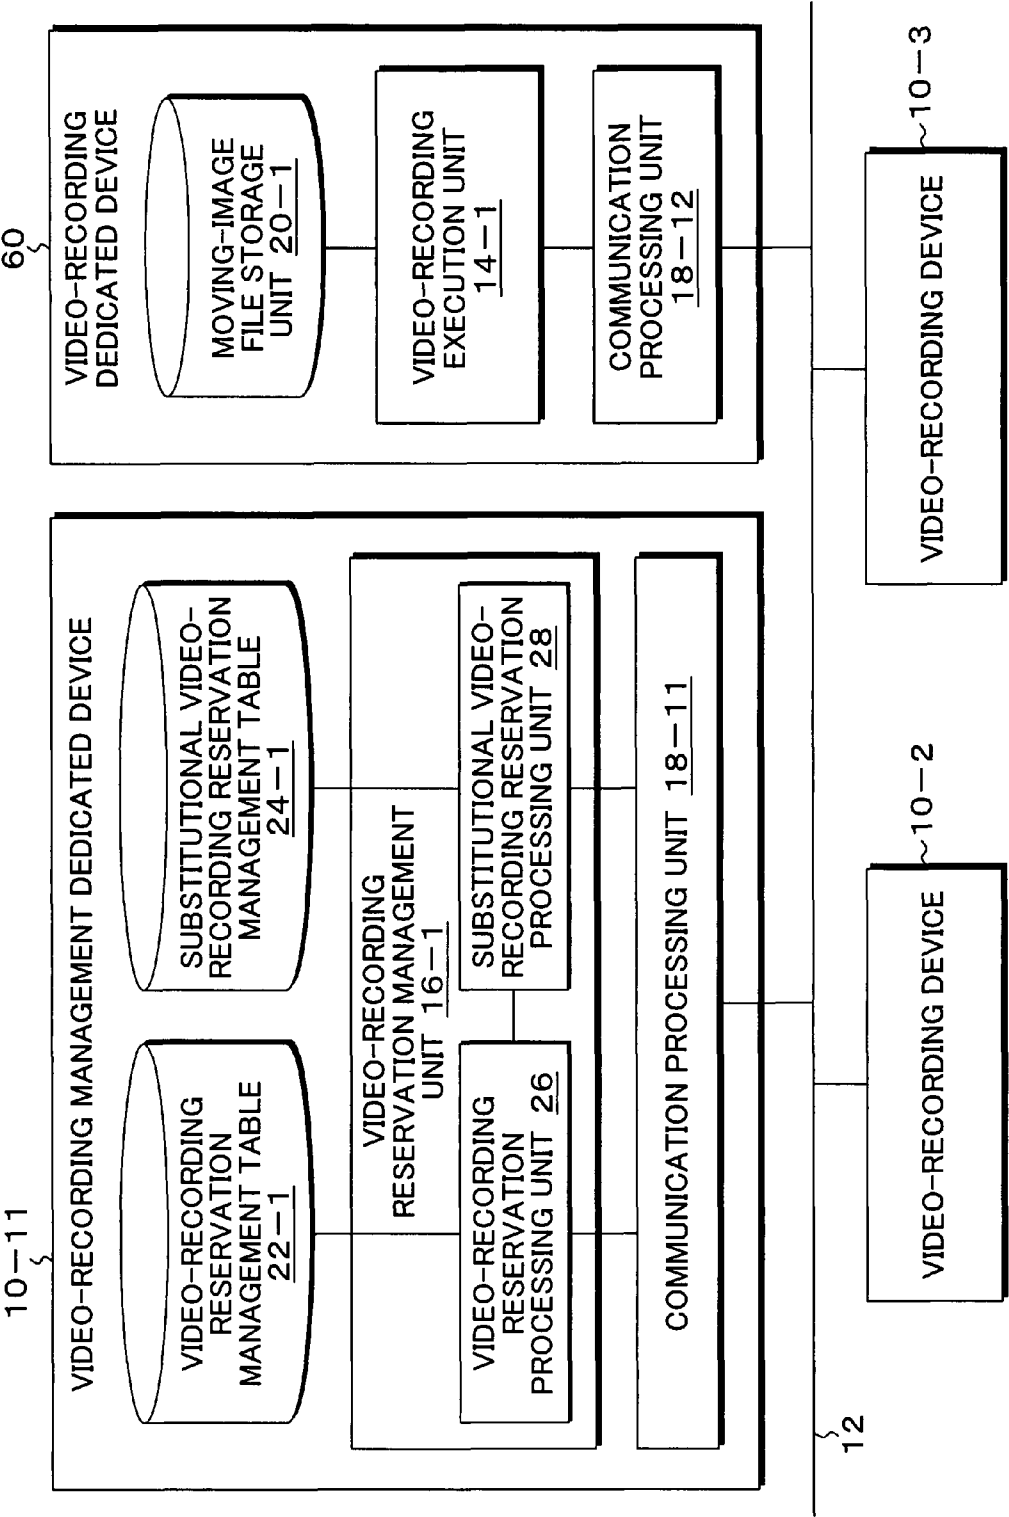 10-11
VIDEO-RECORDING MANAGEMENT DEDICATED DEVICE
VIDEO-RECORDING
RESERVATION
MANAGEMENT TABLE
22-1
SUBSTITUTIONAL VIDEO-
RECORDING RESERVATION
MANAGEMENT TABLE
24-1
VIDEO-RECORDING
RESERVATION MANAGEMENT
UNIT 16-1
VIDEO-RECORDING
RESERVATION
PROCESSING UNIT 26
SUBSTITUTIONAL VIDEO-
RECORDING RESERVATION
PROCESSING UNIT 28
COMMUNICATION PROCESSING UNIT 18-11
60
VIDEO-RECORDING
DEDICATED DEVICE
MOVING-IMAGE
FILE STORAGE
UNIT 20-1
VIDEO-RECORDING
EXECUTION UNIT
14-1
COMMUNICATION
PROCESSING UNIT
18-12
12
10-2
VIDEO-RECORDING DEVICE
10-3
VIDEO-RECORDING DEVICE